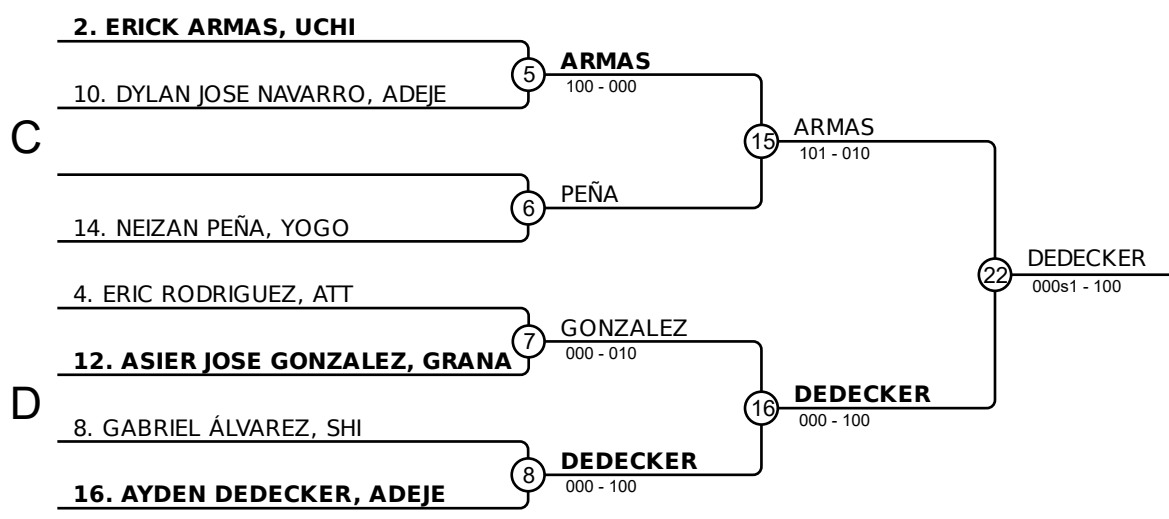 2. ERICK ARMAS, UCHI
5
ARMAS
100 - 000
10. DYLAN JOSE NAVARRO, ADEJE
C
15
ARMAS
101 - 010
6
PEÑA
14. NEIZAN PEÑA, YOGO
22
DEDECKER
000s1 - 100
4. ERIC RODRIGUEZ, ATT
7
GONZALEZ
000 - 010
12. ASIER JOSE GONZALEZ, GRANA
D
16
DEDECKER
000 - 100
8. GABRIEL ÁLVAREZ, SHI
8
DEDECKER
000 - 100
16. AYDEN DEDECKER, ADEJE